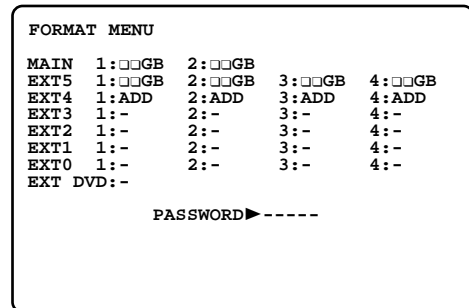 FORMAT MENU
MAIN 1:❑❑GB 2:❑❑GB
EXT5 1:❑❑GB 2:❑❑GB 3:❑❑GB 4:❑❑GB
EXT4 1:ADD 2:ADD 3:ADD 4:ADD
EXT3 1:- 2:- 3:- 4:-
EXT2 1:- 2:- 3:- 4:-
EXT1 1:- 2:- 3:- 4:-
EXT0 1:- 2:- 3:- 4:-
EXT DVD:-
PASSWORD▶-----